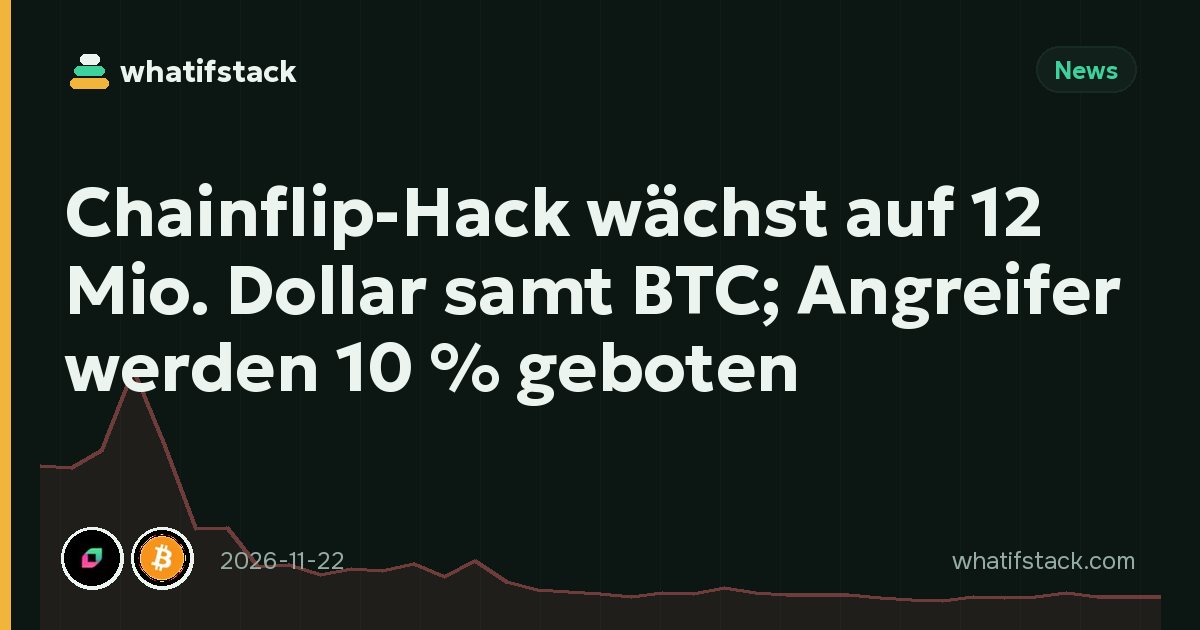 whatifstack
News
Chainflip-Hack wächst auf 12
Mio. Dollar samt BTC; Angreifer
werden 10 % geboten
2026-11-22
whatifstack.com